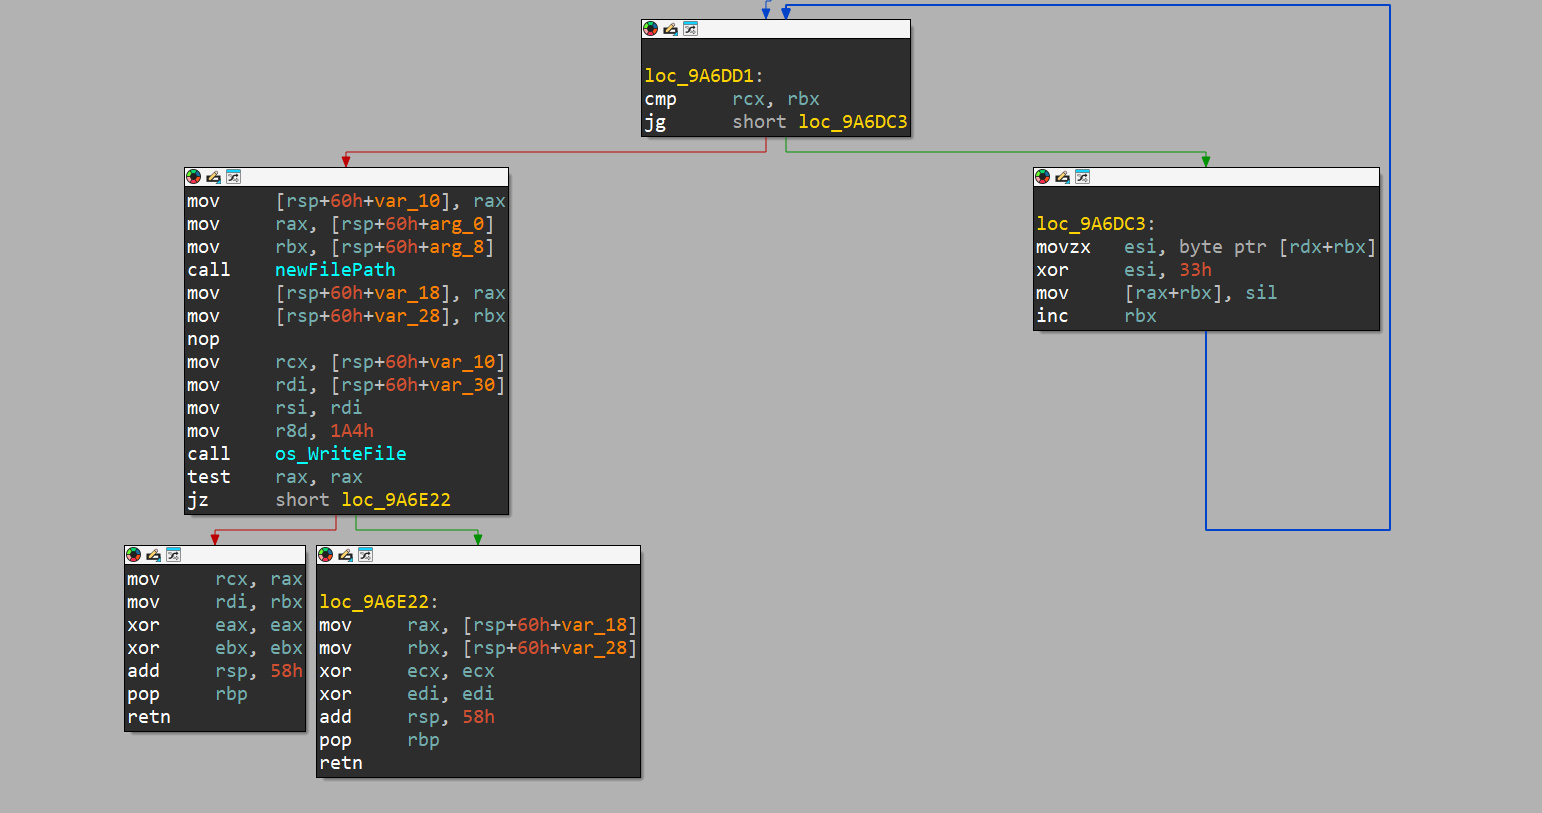 loc_9A6DD1:
cmp rcx, rbx
jg short loc_9A6DC3
mov [rsp+60h+var_10], rax
mov rax, [rsp+60h+arg_0]
mov rbx, [rsp+60h+arg_8]
call newFilePath
mov [rsp+60h+var_18], rax
mov [rsp+60h+var_28], rbx
nop
mov rcx, [rsp+60h+var_10]
mov rdi, [rsp+60h+var_30]
mov rsi, rdi
mov r8d, 1A4h
call os_WriteFile
test rax, rax
jz short loc_9A6E22
loc_9A6DC3:
movzx esi, byte ptr [rdx+rbx]
xor esi, 33h
mov [rax+rbx], sil
inc rbx
mov rcx, rax
mov rdi, rbx
xor eax, eax
xor ebx, ebx
add rsp, 58h
pop rbp
retn
loc_9A6E22:
mov rax, [rsp+60h+var_18]
mov rbx, [rsp+60h+var_28]
xor ecx, ecx
xor edi, edi
add rsp, 58h
pop rbp
retn